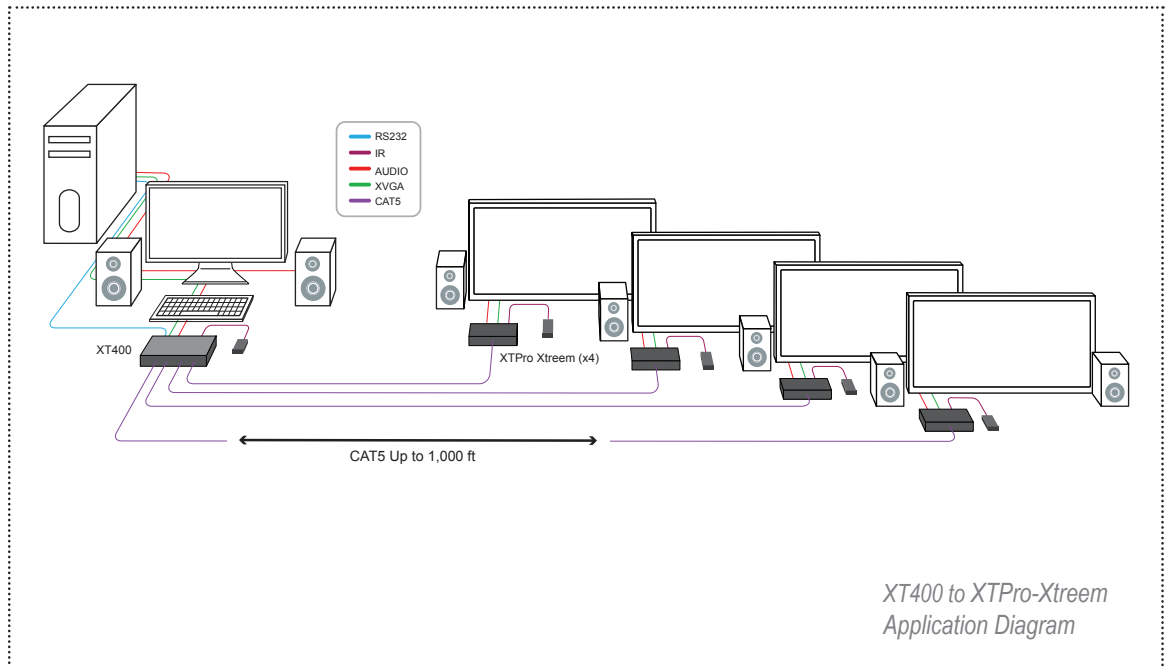 RS232
IR
AUDIO
XVGA
CAT5
XT400
XTPro Xtreem (x4)
CAT5 Up to 1,000 ft
XT400 to XTPro-Xtreem
Application Diagram